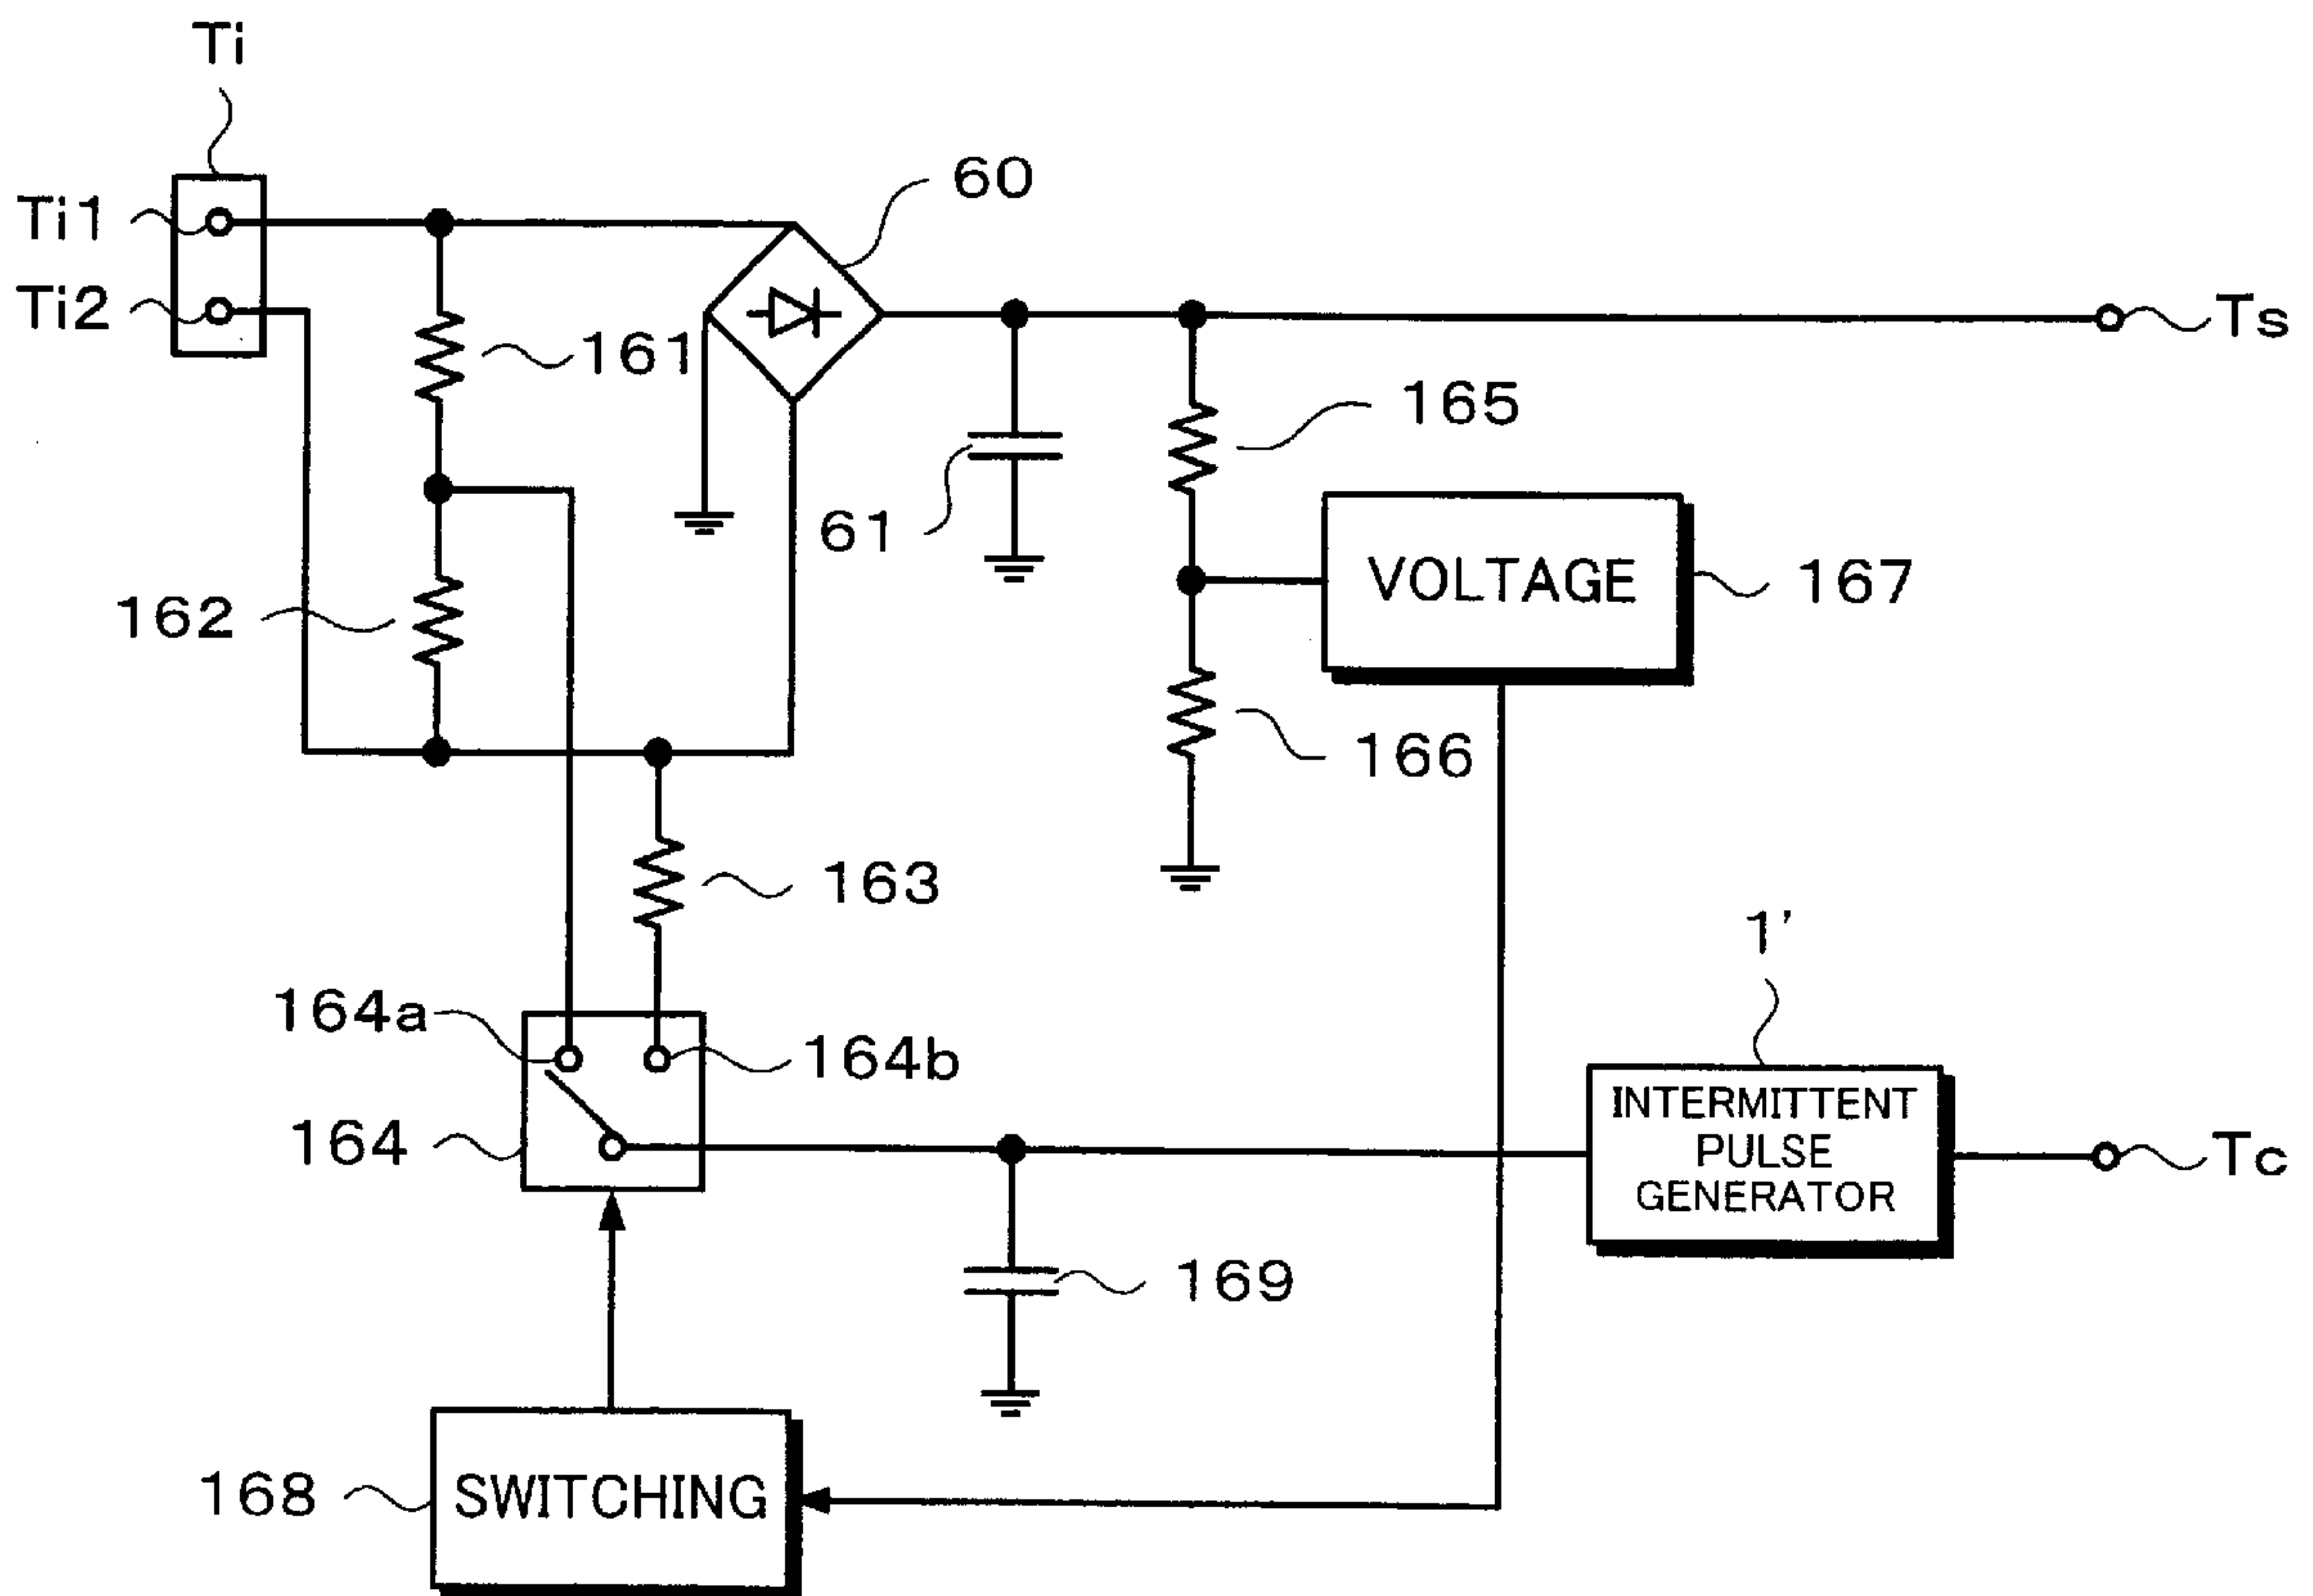 Ti
60
Ti1
Ti2
Ts
161
165
61
VOLTAGE
167
162
166
163
1'
164a
164b
INTERMITTENT
PULSE
GENERATOR
164
Tc
169
168
SWITCHING